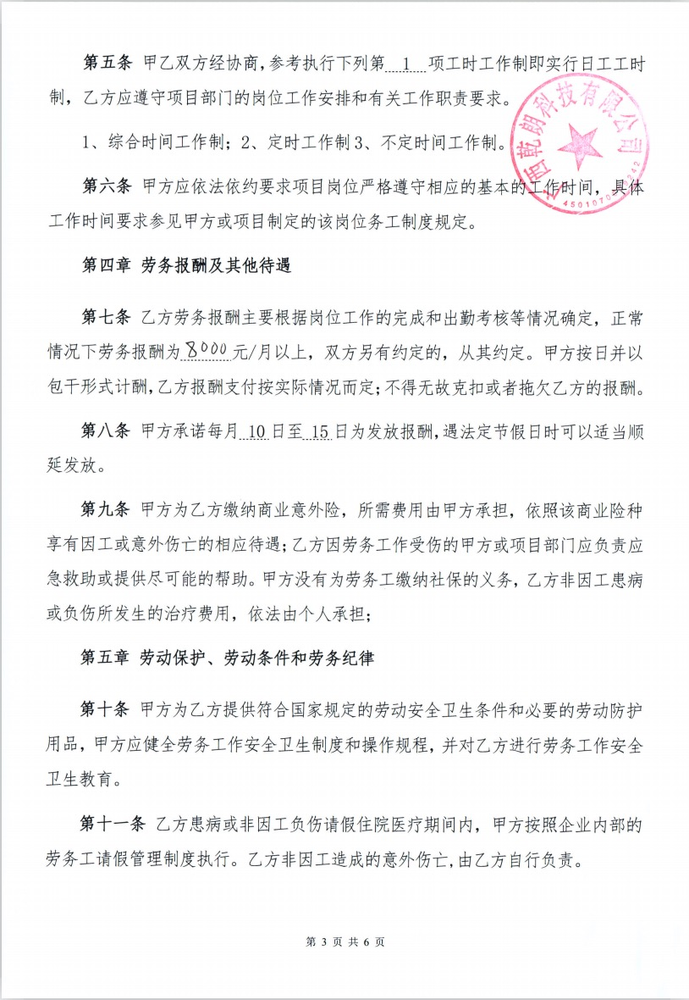 第五条 甲乙双方经协商,参考执行下列第 1 项工时工作制即实行日工工时
制，乙方应遵守项目部门的岗位工作安排和有关工作职责要求。
1、综合时间工作制；2、定时工作制3、不定时间工作制。
西乾朗科技有限公司
第六条 甲方应依法依约要求项目岗位严格遵守相应的基本的工作时间，具体
工作时间要求参见甲方或项目制定的该岗位务工制度规定。
第四章 劳务报酬及其他待遇
第七条 乙方劳务报酬主要根据岗位工作的完成和出勤考核等情况确定，正常
情况下劳务报酬为 8000 元/月以上，双方另有约定的，从其约定。甲方按日并以
包干形式计酬,乙方报酬支付按实际情况而定;不得无故克扣或者拖欠乙方的报酬。
第八条 甲方承诺每月 10 日至 15 日为发放报酬,遇法定节假日时可以适当顺
延发放。
第九条 甲方为乙方缴纳商业意外险，所需费用由甲方承担，依照该商业险种
享有因工或意外伤亡的相应待遇;乙方因劳务工作受伤的甲方或项目部门应负责应
急救助或提供尽可能的帮助。甲方没有为劳务工缴纳社保的义务，乙方非因工患病
或负伤所发生的治疗费用，依法由个人承担;
第五章 劳动保护、劳动条件和劳务纪律
第十条 甲方为乙方提供符合国家规定的劳动安全卫生条件和必要的劳动防护
用品，甲方应健全劳务工作安全卫生制度和操作规程，并对乙方进行劳务工作安全
卫生教育。
第十一条 乙方患病或非因工负伤请假住院医疗期间内，甲方按照企业内部的
劳务工请假管理制度执行。乙方非因工造成的意外伤亡,由乙方自行负责。
第 3 页 共 6 页